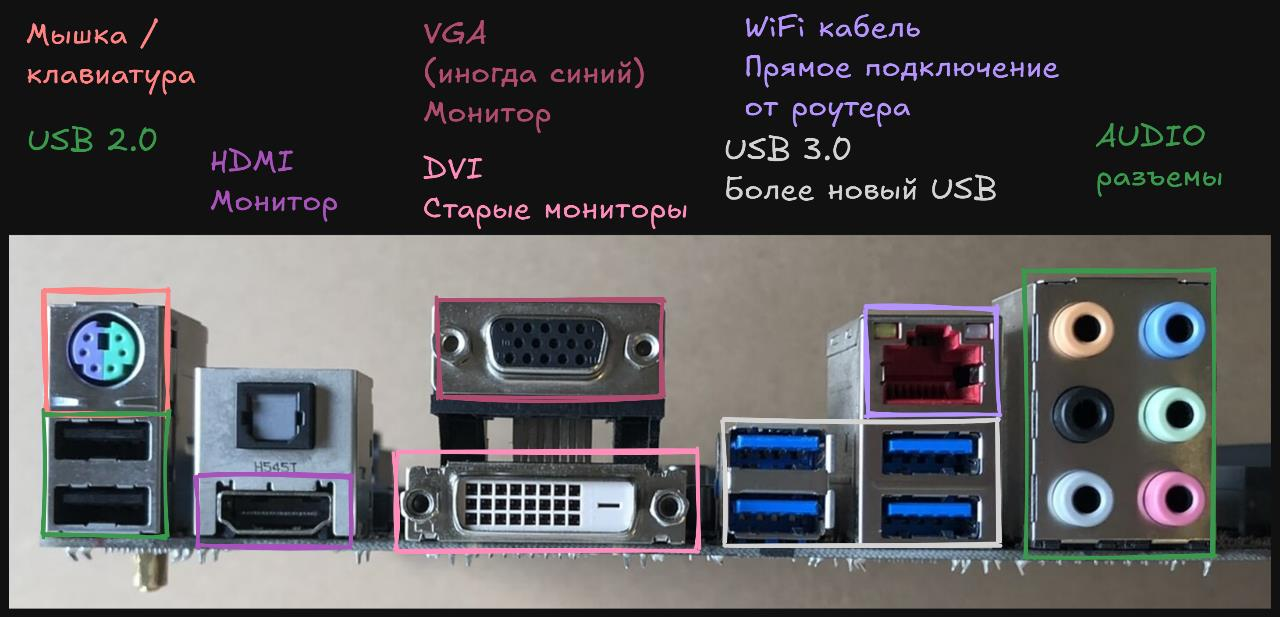 Мышка /
клавиатура
USB 2.0
HDMI
Монитор
VGA
(иногда синий)
Монитор
DVI
Старые мониторы
WiFi кабель
Прямое подключение
от роутера
USB 3.0
Более новый USB
AUDIO
разъемы
H545T